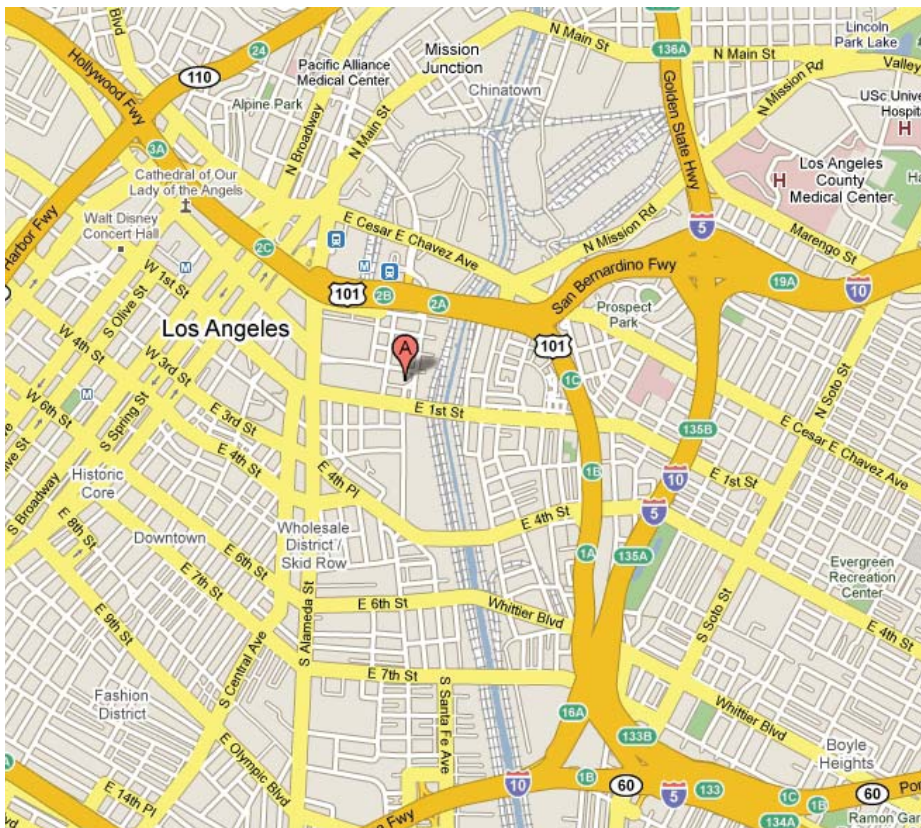 Blvd
24
110
Hollywood Fwy
Pacific Alliance
Medical Center
Alpine Park
Mission
Junction
Chinatown
N Main St
136A
N Main St
Lincoln
Park Lake
Valley
N Mission Rd
USc Unive
Hospita
H
Golden State Hwy
Los Angeles
County
Medical Center
H
Ha
3A
N Broadway
N Main St
Cathedral of Our
Lady of the Angels
Walt Disney
Concert Hall
Harbor Fwy
E Cesar E Chavez Ave
N Mission Rd
5
Marengo St
2C
M
W 1st St
S Olive St
M
101
2B
2A
San Bernardino Fwy
19A
10
Prospect
Park
Los Angeles
A
101
1C
N Soto St
W 4th St
W 3rd St
M
W 6th St
S Spring St
E 3rd St
E 1st St
135B
E Cesar E Chavez Ave
E 4th St
E 4th Pl
1B
10
E 1st St
S Broadway
Historic
Core
E 8th St
Downtown
Wholesale
District /
Skid Row
E 4th St
5
1A
135A
Evergreen
Recreation
Center
E 6th St
E 7th St
E 9th St
S Alameda St
E 6th St
Whittier Blvd
S Soto St
E 4th St
S Central Ave
E 7th St
S Santa Fe Ave
16A
133B
Whittier Blvd
Fashion
District
E Olympic Blvd
Boyle
Heights
E 14th Pl
10
1B
60
5
133
1C
1B
60
Po
Fwy
134A
Ramon Gar